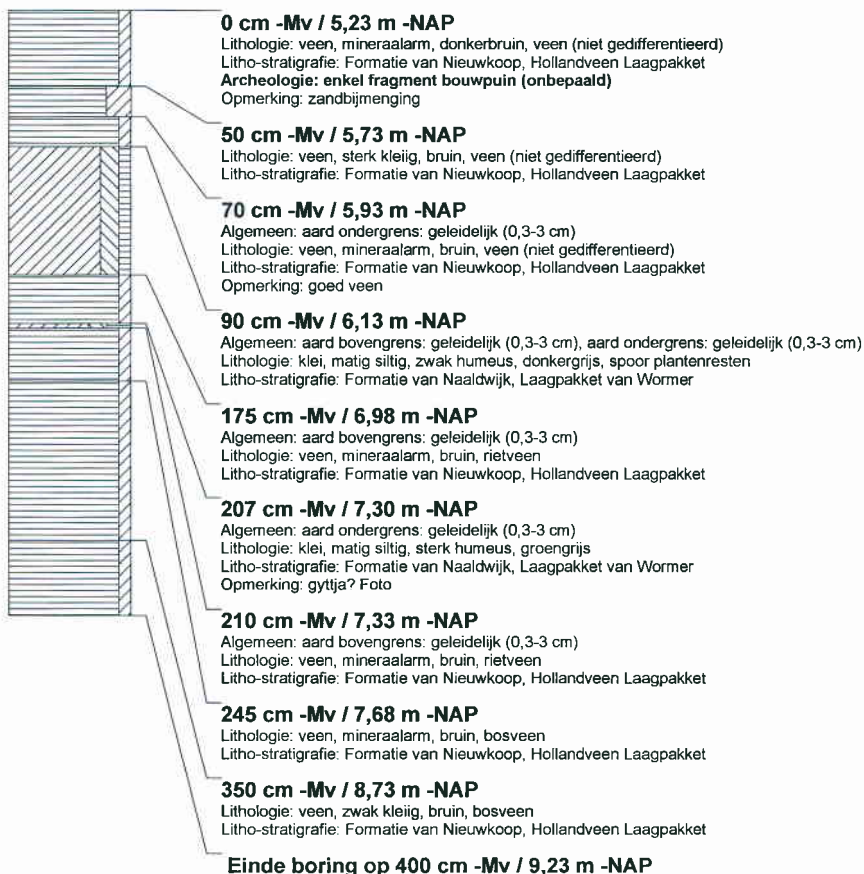 0 cm -Mv / 5,23 m -NAP
Lithologie: veen, mineraalarm, donkerbruin, veen (niet gedifferentieerd)
Litho-stratigrafie: Formatie van Nieuwkoop, Hollandveen Laagpakket
Archeologie: enkel fragment bouwpuin (onbepaald)
Opmerking: zandbijmenging
50 cm -Mv / 5,73 m -NAP
Lithologie: veen, sterk kleiig, bruin, veen (niet gedifferentieerd)
Litho-stratigrafie: Formatie van Nieuwkoop, Hollandveen Laagpakket
70 cm -Mv / 5,93 m -NAP
Algemeen: aard ondergrens: geleidelijk (0,3-3 cm)
Lithologie: veen, mineraalarm, bruin, veen (niet gedifferentieerd)
Litho-stratigrafie: Formatie van Nieuwkoop, Hollandveen Laagpakket
Opmerking: goed veen
90 cm -Mv / 6,13 m -NAP
Algemeen: aard bovengrens: geleidelijk (0,3-3 cm), aard ondergrens: geleidelijk (0,3-3 cm)
Lithologie: klei, matig siltig, zwak humeus, donkergrijs, spoor plantenresten
Litho-stratigrafie: Formatie van Naaldwijk, Laagpakket van Wormer
175 cm -Mv / 6,98 m -NAP
Algemeen: aard bovengrens: geleidelijk (0,3-3 cm)
Lithologie: veen, mineraalarm, bruin, rietveen
Litho-stratigrafie: Formatie van Nieuwkoop, Hollandveen Laagpakket
207 cm -Mv / 7,30 m -NAP
Algemeen: aard ondergrens: geleidelijk (0,3-3 cm)
Lithologie: klei, matig siltig, sterk humeus, groengrijs
Litho-stratigrafie: Formatie van Naaldwijk, Laagpakket van Wormer
Opmerking: gyttja? Foto
210 cm -Mv / 7,33 m -NAP
Algemeen: aard bovengrens: geleidelijk (0,3-3 cm)
Lithologie: veen, mineraalarm, bruin, rietveen
Litho-stratigrafie: Formatie van Nieuwkoop, Hollandveen Laagpakket
245 cm -Mv / 7,68 m -NAP
Lithologie: veen, mineraalarm, bruin, bosveen
Litho-stratigrafie: Formatie van Nieuwkoop, Hollandveen Laagpakket
350 cm -Mv / 8,73 m -NAP
Lithologie: veen, zwak kleiig, bruin, bosveen
Litho-stratigrafie: Formatie van Nieuwkoop, Hollandveen Laagpakket
Einde boring op 400 cm -Mv / 9,23 m -NAP